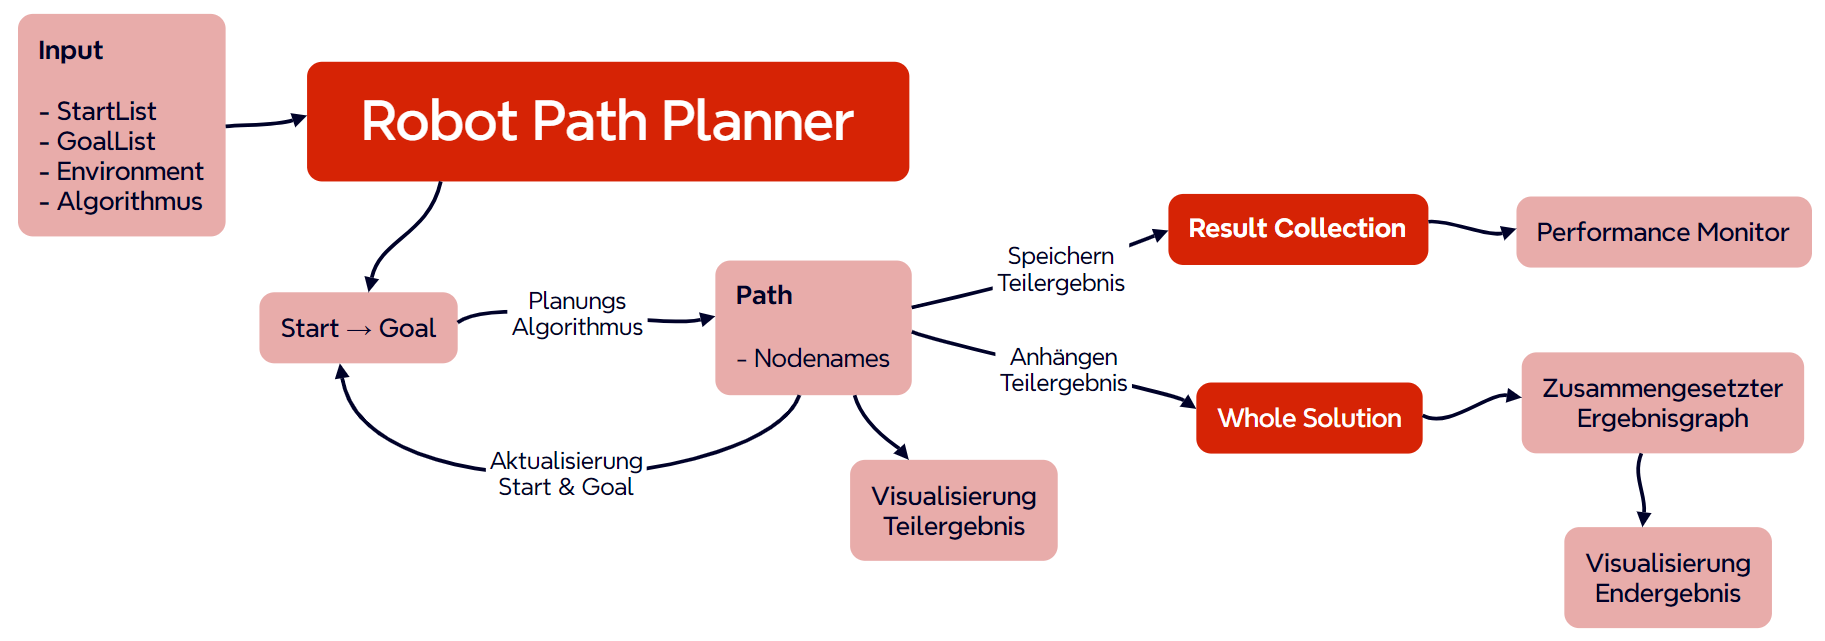 Input
- StartList
- GoalList
- Environment
- Algorithmus
Robot Path Planner
Start → Goal
Planungs
Algorithmus
Path
- Nodenames
Aktualisierung
Start & Goal
Visualisierung
Teilergebnis
Speichern
Teilergebnis
Result Collection
Performance Monitor
Anhängen
Teilergebnis
Whole Solution
Zusammengesetzter
Ergebnisgraph
Visualisierung
Endergebnis